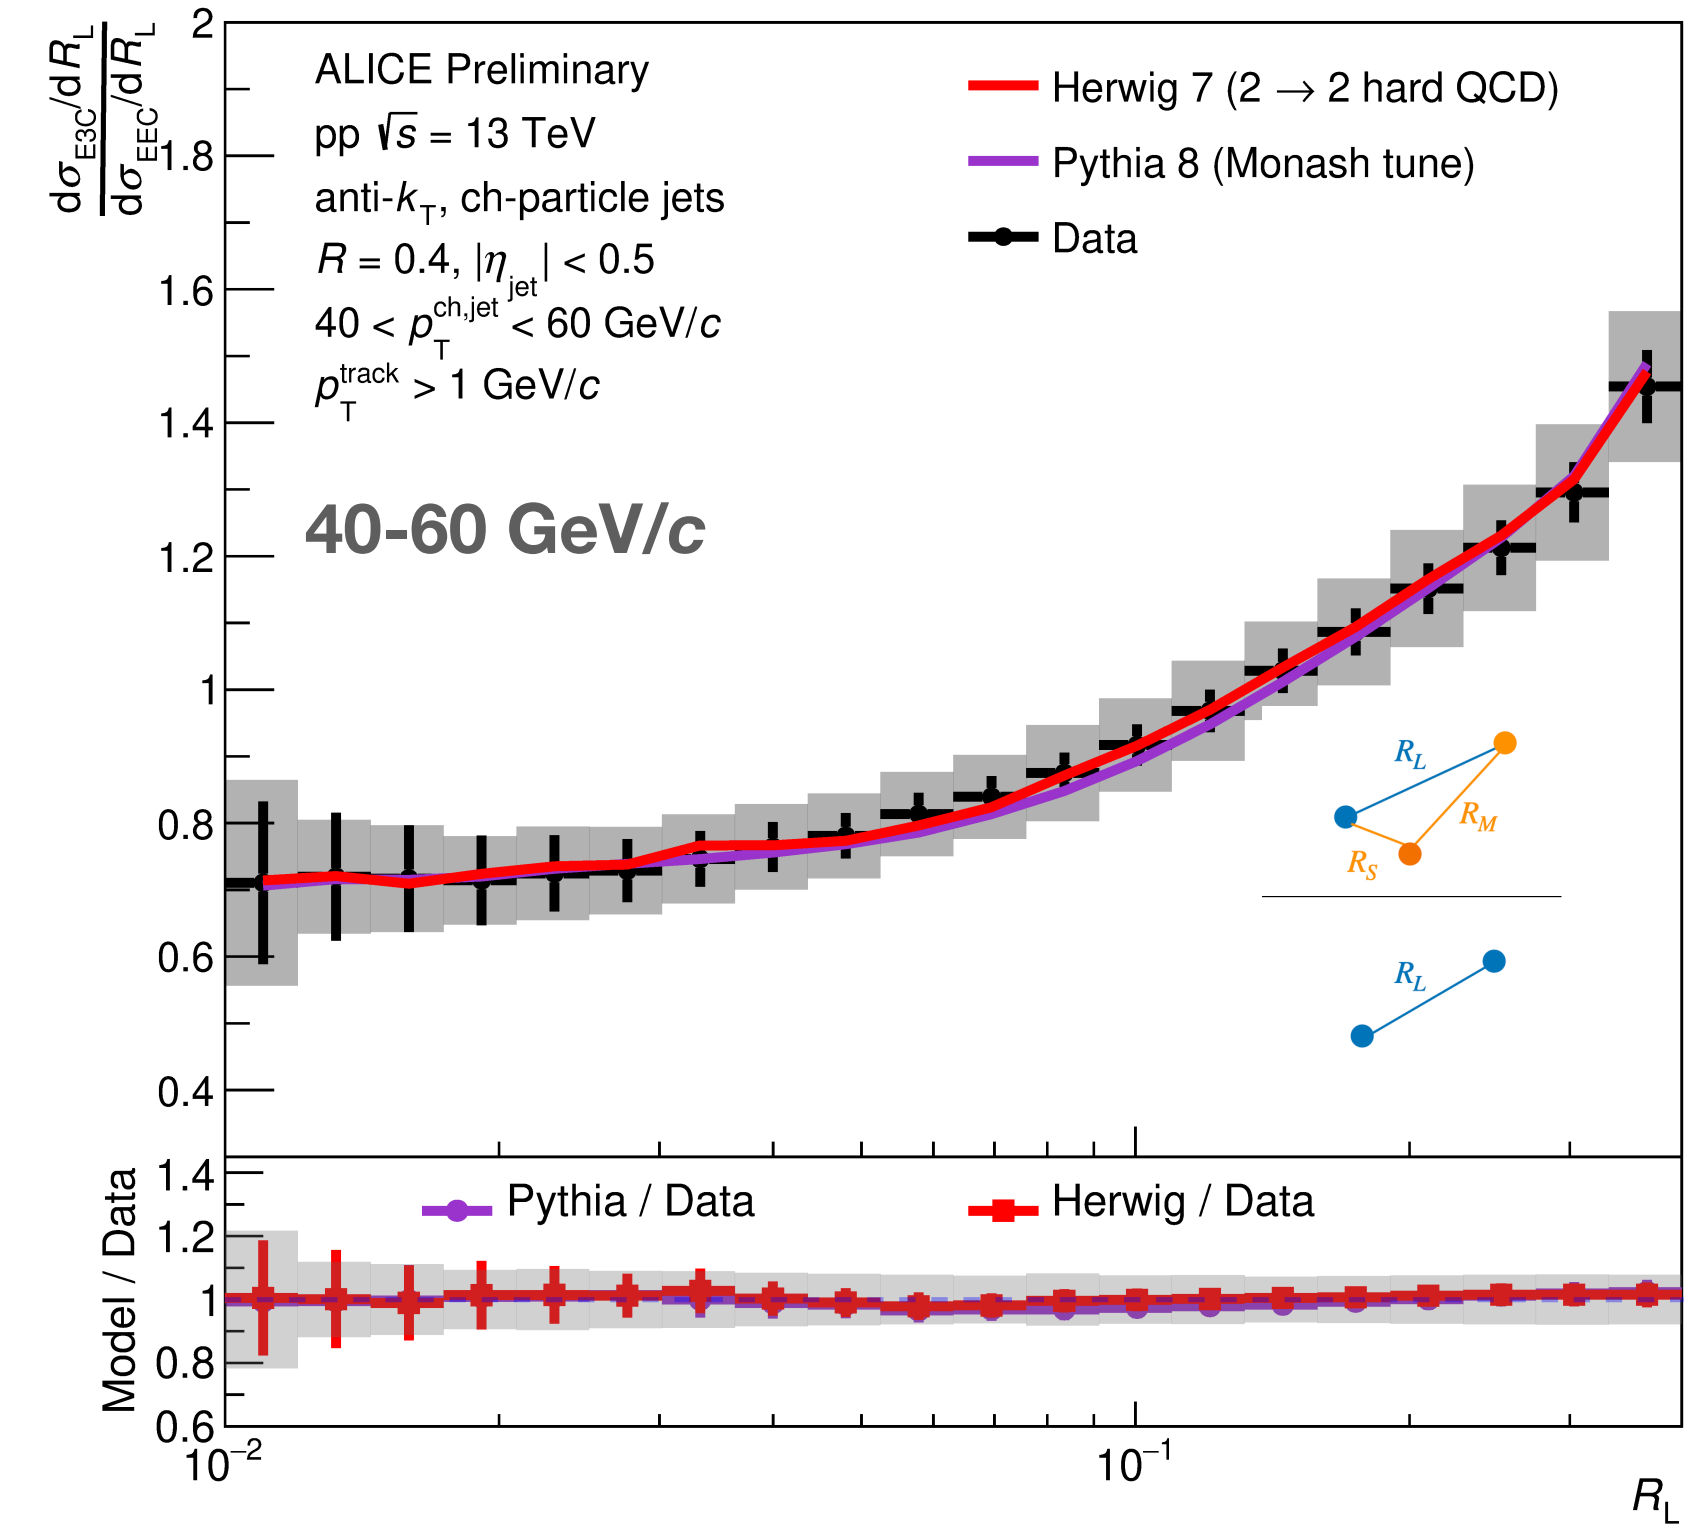 dσE3C/dRL
dσEEC/dRL
ALICE Preliminary
pp √s = 13 TeV
anti-kT, ch-particle jets
R = 0.4, |ηjet| < 0.5
40 < pT^ch,jet < 60 GeV/c
pT^track > 1 GeV/c
40-60 GeV/c
Herwig 7 (2 → 2 hard QCD)
Pythia 8 (Monash tune)
Data
2
1.8
1.6
1.4
1.2
1
0.8
0.6
0.4
RL
RM
RS
RL
Model / Data
Pythia / Data
Herwig / Data
1.4
1.2
1
0.8
0.6
10^−2
10^−1
RL